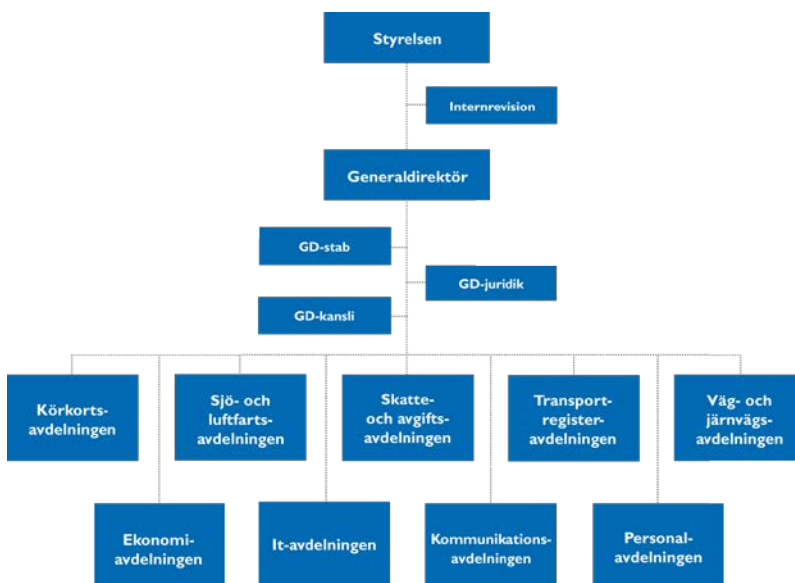 Styrelsen
Internrevision
Generaldirektör
GD-stab
GD-juridik
GD-kansli
Körkorts-
avdelningen
Sjö- och
luftfarts-
avdelningen
Skatte-
och avgifts-
avdelningen
Transport-
register-
avdelningen
Väg- och
järnvägs-
avdelningen
Ekonomi-
avdelningen
It-avdelningen
Kommunikations-
avdelningen
Personal-
avdelningen